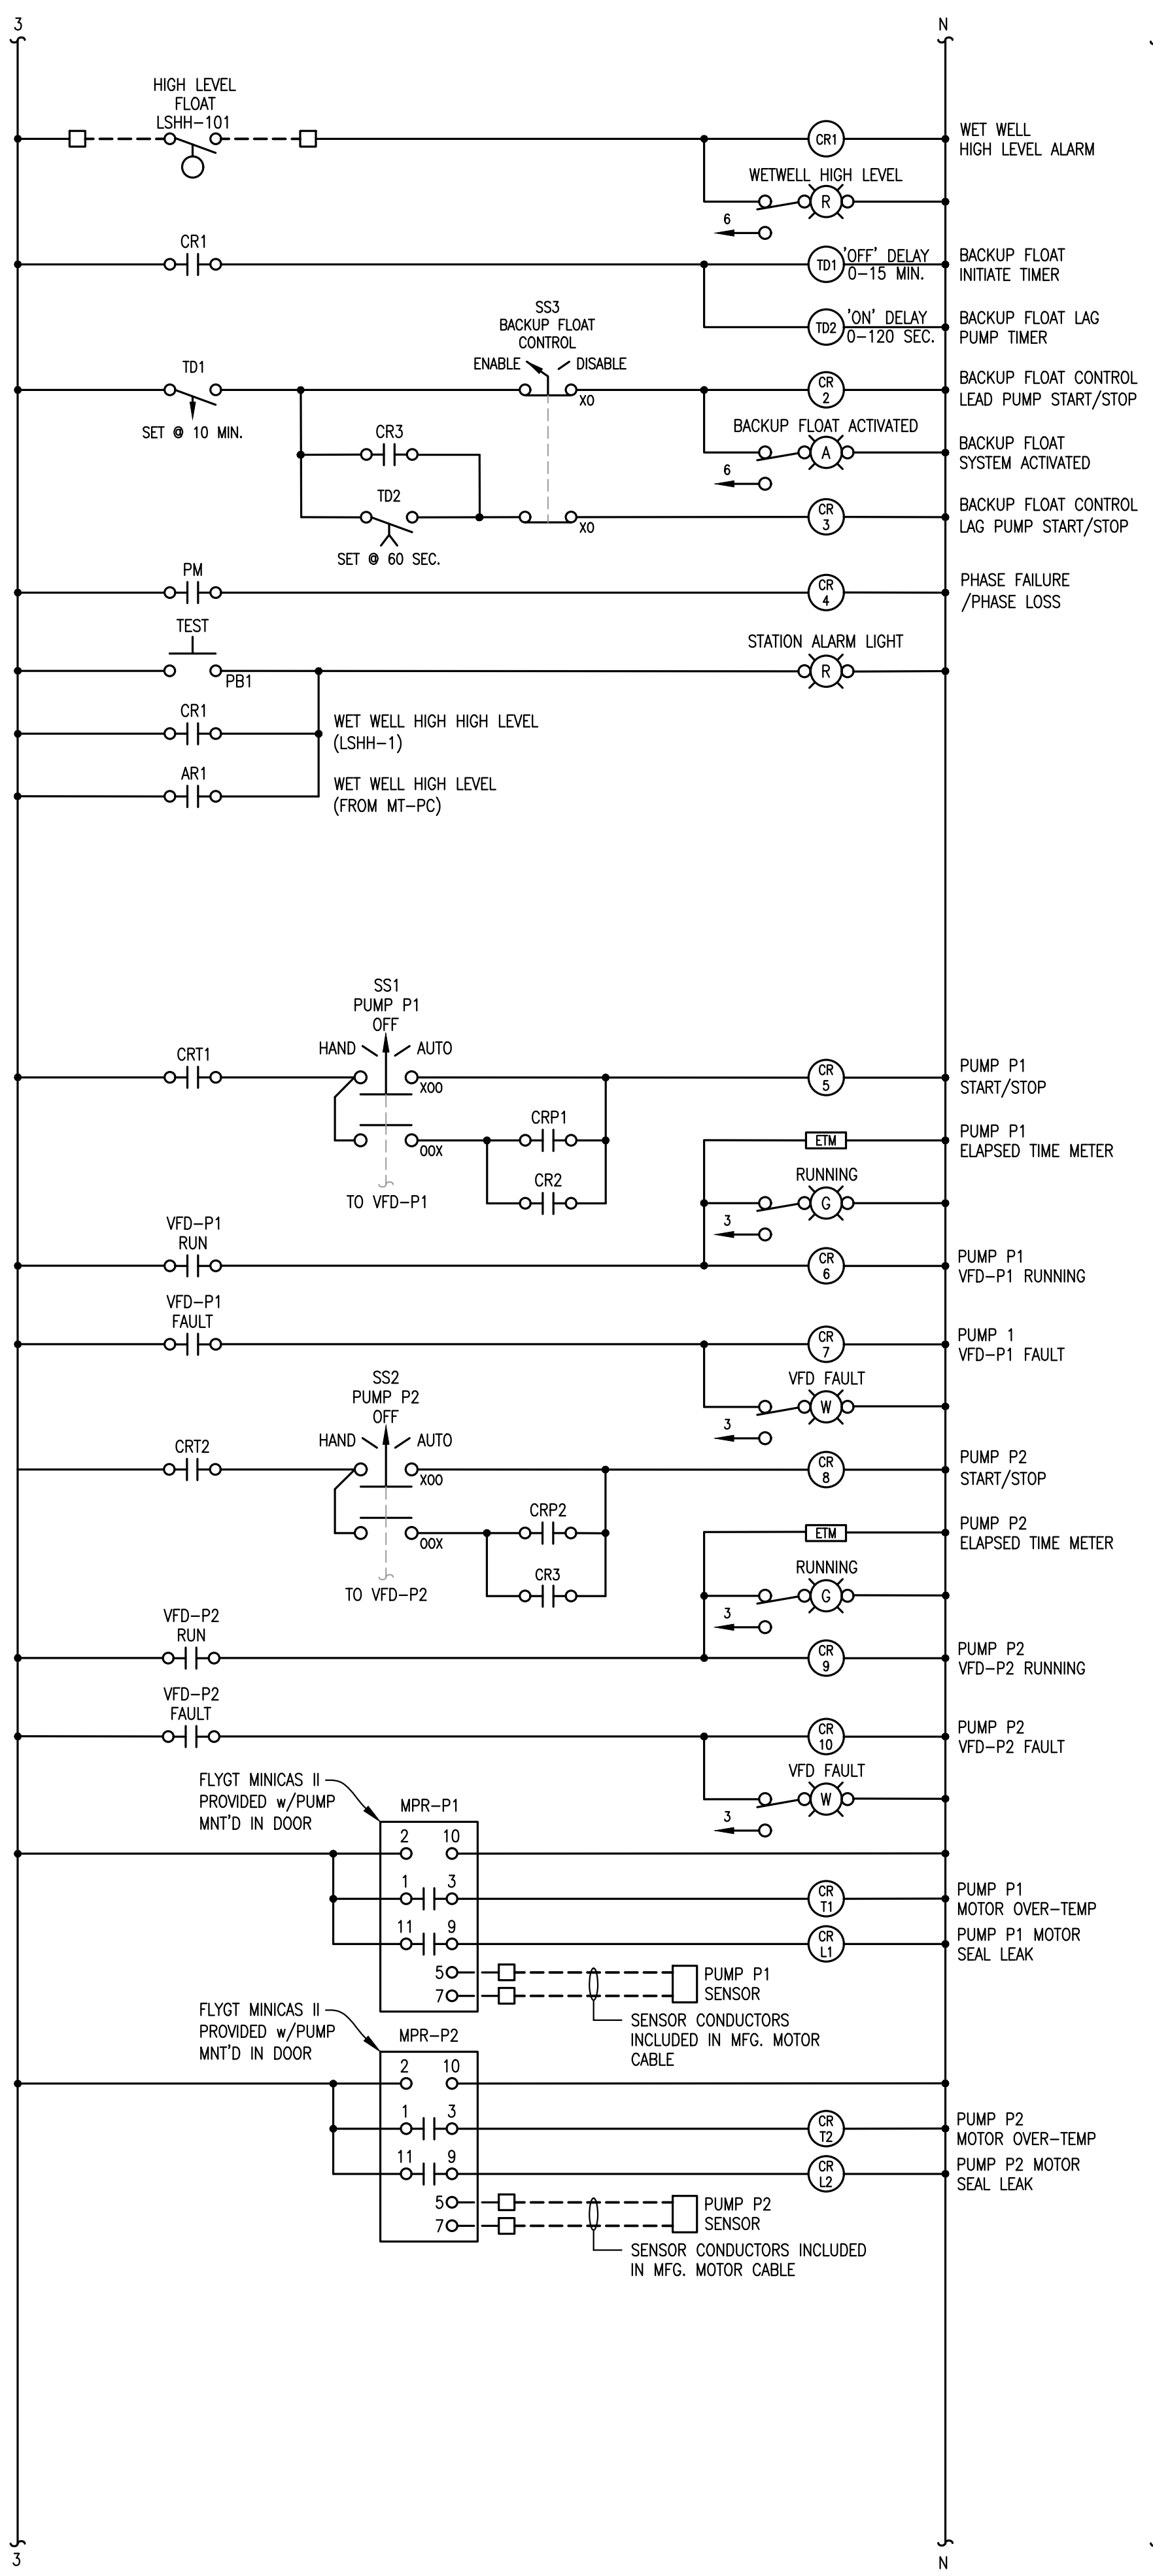 3
N
HIGH LEVEL
FLOAT
LSHH-101
CR1
WET WELL
HIGH LEVEL ALARM
WETWELL HIGH LEVEL
R
6
CR1
TD1
'OFF' DELAY
0-15 MIN.
BACKUP FLOAT
INITIATE TIMER
TD2
'ON' DELAY
0-120 SEC.
BACKUP FLOAT LAG
PUMP TIMER
SS3
BACKUP FLOAT
CONTROL
ENABLE
DISABLE
TD1
SET @ 10 MIN.
XO
CR
2
BACKUP FLOAT CONTROL
LEAD PUMP START/STOP
BACKUP FLOAT ACTIVATED
A
6
BACKUP FLOAT
SYSTEM ACTIVATED
CR3
TD2
SET @ 60 SEC.
XO
CR
3
BACKUP FLOAT CONTROL
LAG PUMP START/STOP
PM
CR
4
PHASE FAILURE
/PHASE LOSS
TEST
PB1
STATION ALARM LIGHT
R
CR1
WET WELL HIGH HIGH LEVEL
(LSHH-1)
AR1
WET WELL HIGH LEVEL
(FROM MT-PC)
SS1
PUMP P1
OFF
HAND
AUTO
CRT1
XOO
CR
5
PUMP P1
START/STOP
OOX
CRP1
CR2
TO VFD-P1
ETM
PUMP P1
ELAPSED TIME METER
RUNNING
G
3
VFD-P1
RUN
CR
6
PUMP P1
VFD-P1 RUNNING
VFD-P1
FAULT
CR
7
PUMP 1
VFD-P1 FAULT
VFD FAULT
W
3
SS2
PUMP P2
OFF
HAND
AUTO
CRT2
XOO
CR
8
PUMP P2
START/STOP
OOX
CRP2
CR3
TO VFD-P2
ETM
PUMP P2
ELAPSED TIME METER
RUNNING
G
3
VFD-P2
RUN
CR
9
PUMP P2
VFD-P2 RUNNING
VFD-P2
FAULT
CR
10
PUMP P2
VFD-P2 FAULT
VFD FAULT
W
3
FLYGT MINICAS II
PROVIDED w/PUMP
MNT'D IN DOOR
MPR-P1
2 10
1 3
CR
T1
PUMP P1
MOTOR OVER-TEMP
11 9
CR
L1
PUMP P1 MOTOR
SEAL LEAK
5
7
PUMP P1
SENSOR
SENSOR CONDUCTORS
INCLUDED IN MFG. MOTOR
CABLE
FLYGT MINICAS II
PROVIDED w/PUMP
MNT'D IN DOOR
MPR-P2
2 10
1 3
CR
T2
PUMP P2
MOTOR OVER-TEMP
11 9
CR
L2
PUMP P2 MOTOR
SEAL LEAK
5
7
PUMP P2
SENSOR
SENSOR CONDUCTORS INCLUDED
IN MFG. MOTOR CABLE
3
N